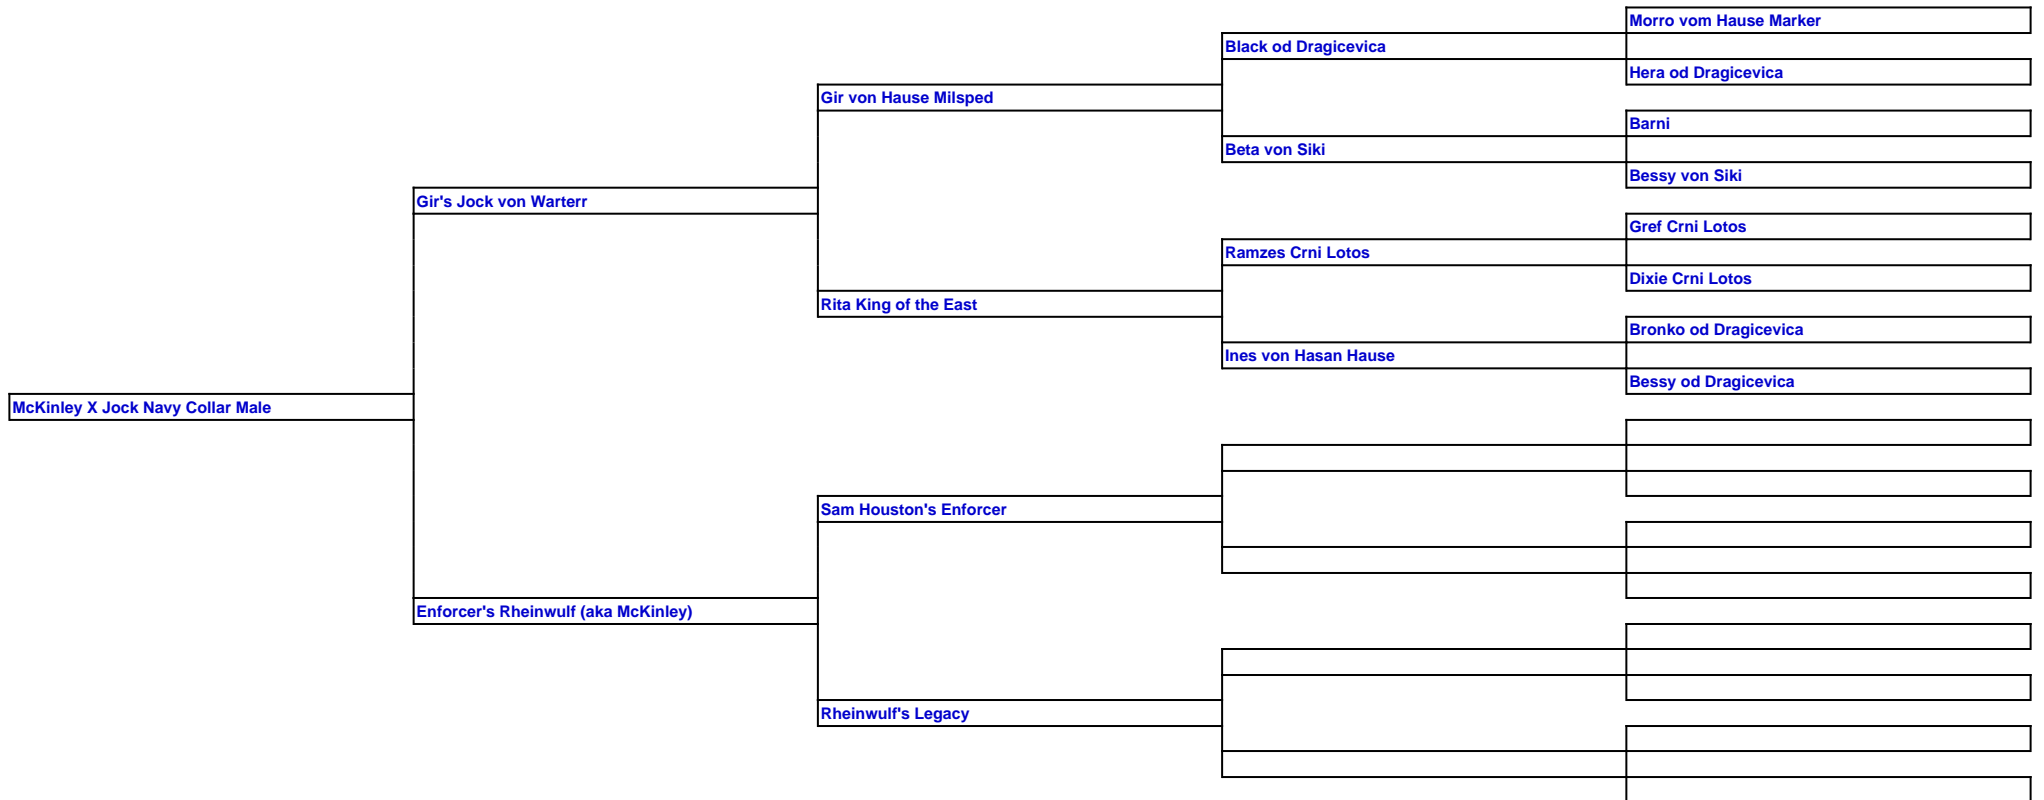 Morro vom Hause Marker
Black od Dragicevica
Hera od Dragicevica
Gir von Hause Milsped
Barni
Beta von Siki
Bessy von Siki
Gir's Jock von Warterr
Gref Crni Lotos
Ramzes Crni Lotos
Dixie Crni Lotos
Rita King of the East
Bronko od Dragicevica
Ines von Hasan Hause
Bessy od Dragicevica
McKinley X Jock Navy Collar Male
Sam Houston's Enforcer
Enforcer's Rheinwulf (aka McKinley)
Rheinwulf's Legacy